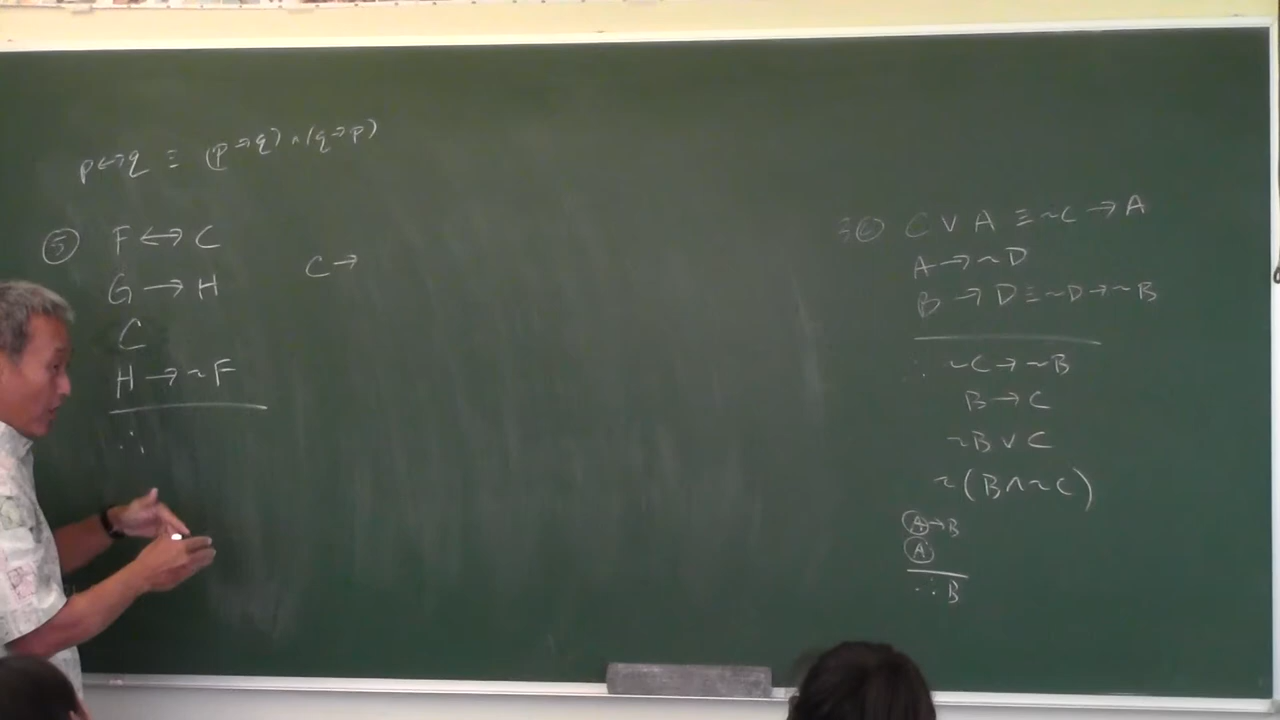 p↔q ≡ (p→q)∧(q→p)
⑤ F ↔ C
G → H
C
H → ~F
∴
C →
⑥ C ∨ A ≡ ~C → A
A → ~D
B → D ≡ ~D → ~B
∴ ~C → ~B
B → C
~B ∨ C
~(B ∧ ~C)
Ⓐ→B
Ⓐ
∴ B